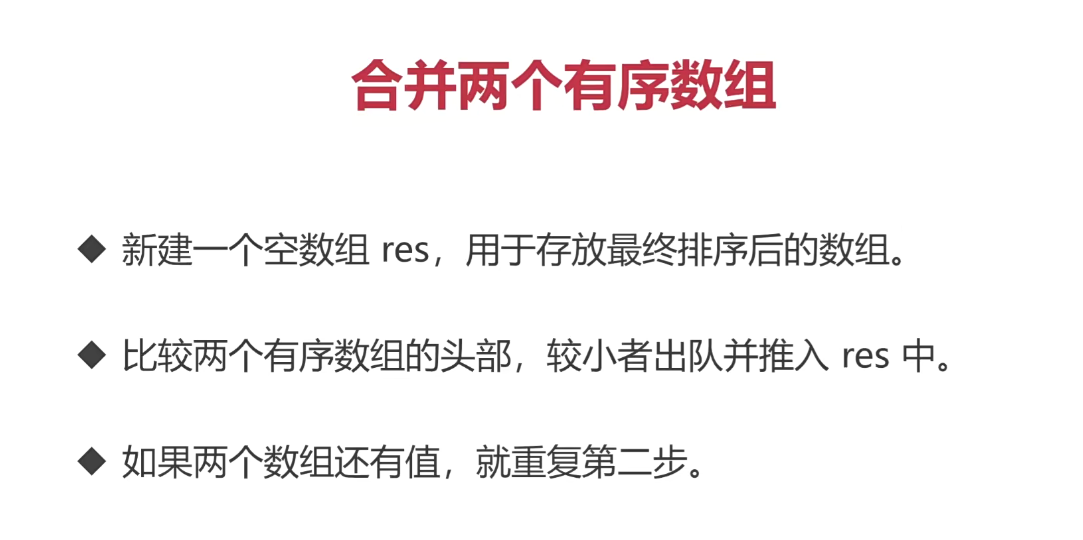 合并两个有序数组
◆ 新建一个空数组 res，用于存放最终排序后的数组。
◆ 比较两个有序数组的头部，较小者出队并推入 res 中。
◆ 如果两个数组还有值，就重复第二步。